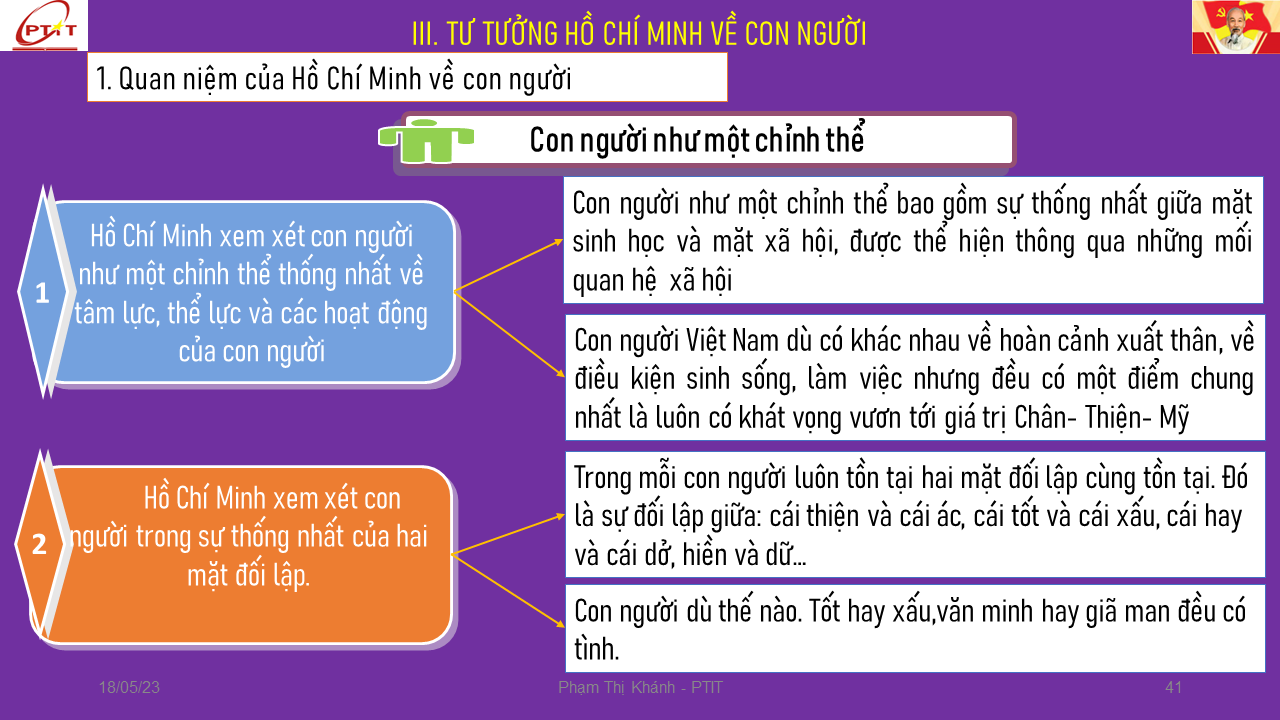 PTIT
III. TƯ TƯỞNG HỒ CHÍ MINH VỀ CON NGƯỜI
1. Quan niệm của Hồ Chí Minh về con người
Con người như một chỉnh thể
1
Hồ Chí Minh xem xét con người
như một chỉnh thể thống nhất về
tâm lực, thể lực và các hoạt động
của con người
Con người như một chỉnh thể bao gồm sự thống nhất giữa mặt
sinh học và mặt xã hội, được thể hiện thông qua những mối
quan hệ xã hội
Con người Việt Nam dù có khác nhau về hoàn cảnh xuất thân, về
điều kiện sinh sống, làm việc nhưng đều có một điểm chung
nhất là luôn có khát vọng vươn tới giá trị Chân- Thiện- Mỹ
2
Hồ Chí Minh xem xét con
người trong sự thống nhất của hai
mặt đối lập.
Trong mỗi con người luôn tồn tại hai mặt đối lập cùng tồn tại. Đó
là sự đối lập giữa: cái thiện và cái ác, cái tốt và cái xấu, cái hay
và cái dở, hiền và dữ...
Con người dù thế nào. Tốt hay xấu,văn minh hay giã man đều có
tình.
18/05/23
Phạm Thị Khánh - PTIT
41